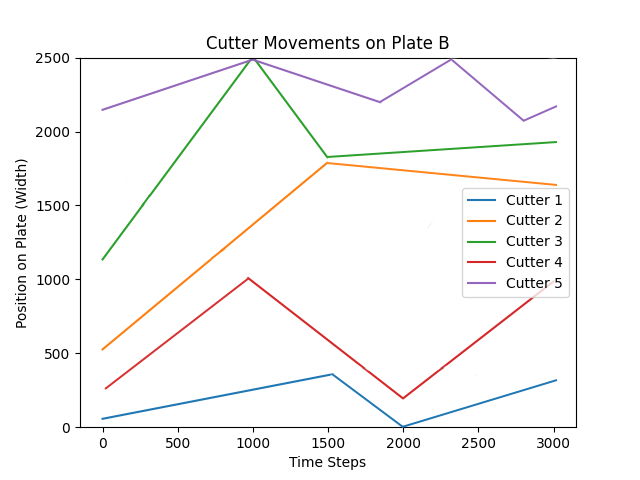 Cutter Movements on Plate B
2500
2000
1500
1000
500
0
Position on Plate (Width)
Cutter 1
Cutter 2
Cutter 3
Cutter 4
Cutter 5
0 500 1000 1500 2000 2500 3000
Time Steps